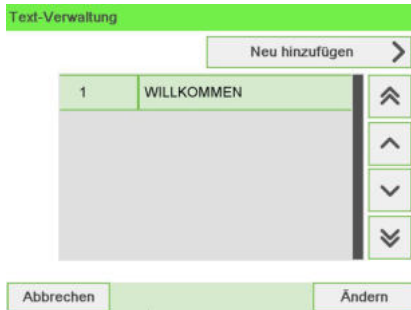 Text-Verwaltung
Neu hinzufügen
1 WILLKOMMEN
Abbrechen Ändern